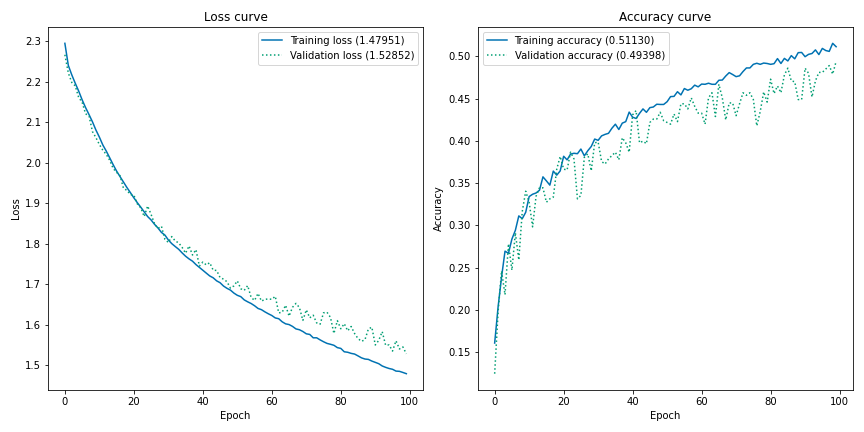 Loss curve
Training loss (1.47951)
Validation loss (1.52852)
2.3
2.2
2.1
2.0
1.9
1.8
1.7
1.6
1.5
Loss
0
20
40
60
80
100
Epoch
Accuracy curve
Training accuracy (0.51130)
Validation accuracy (0.49398)
0.50
0.45
0.40
0.35
0.30
0.25
0.20
0.15
Accuracy
0
20
40
60
80
100
Epoch